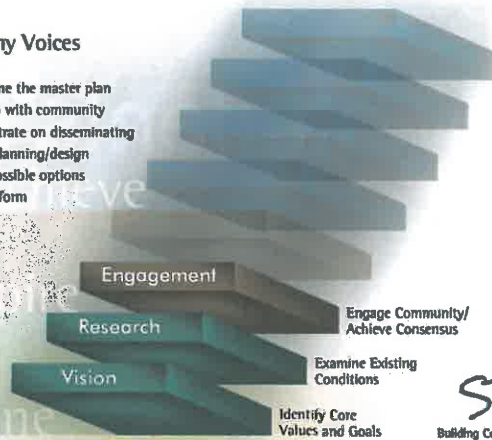 ny Voices
ne the master plan
with community
trate on disseminating
lanning/design
ossible options
form
ieve
Engagement
Engage Community/
Achieve Consensus
Research
Examine Existing
Conditions
Vision
Identify Core
Values and Goals
Building Co